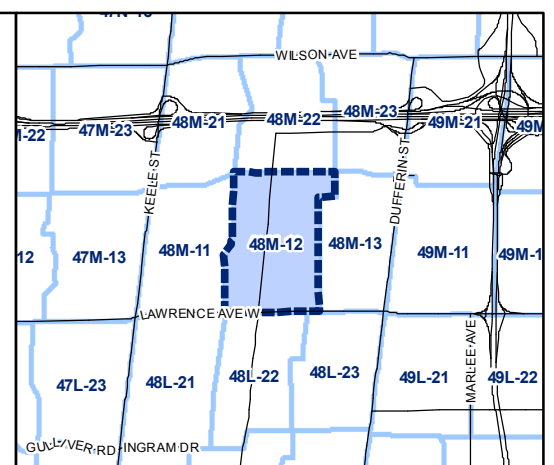 WILSON AVE
M-22
47M-23
48M-21
48M-22
48M-23
49M-21
49M
KEELE ST
DUFFERIN ST
12
47M-13
48M-11
48M-12
48M-13
49M-11
49M-1
LAWRENCE AVE W
MARLEE AVE
47L-23
48L-21
48L-22
48L-23
49L-21
49L-22
GULLIVER RD
INGRAM DR